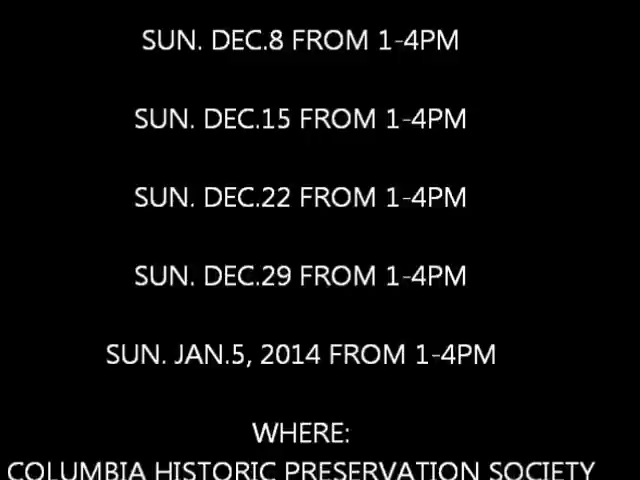 SUN. DEC.8 FROM 1-4PM
SUN. DEC.15 FROM 1-4PM
SUN. DEC.22 FROM 1-4PM
SUN. DEC.29 FROM 1-4PM
SUN. JAN.5, 2014 FROM 1-4PM
WHERE:
COLUMBIA HISTORIC PRESERVATION SOCIETY